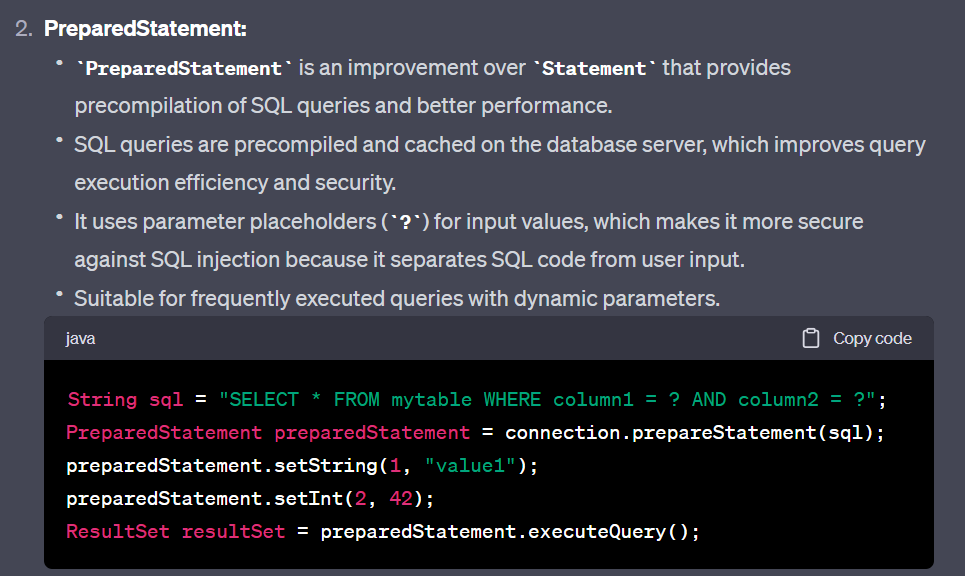 2. PreparedStatement:
• `PreparedStatement` is an improvement over `Statement` that provides
precompilation of SQL queries and better performance.
• SQL queries are precompiled and cached on the database server, which improves query
execution efficiency and security.
• It uses parameter placeholders (`?`) for input values, which makes it more secure
against SQL injection because it separates SQL code from user input.
• Suitable for frequently executed queries with dynamic parameters.
java Copy code
String sql = "SELECT * FROM mytable WHERE column1 = ? AND column2 = ?";
PreparedStatement preparedStatement = connection.prepareStatement(sql);
preparedStatement.setString(1, "value1");
preparedStatement.setInt(2, 42);
ResultSet resultSet = preparedStatement.executeQuery();